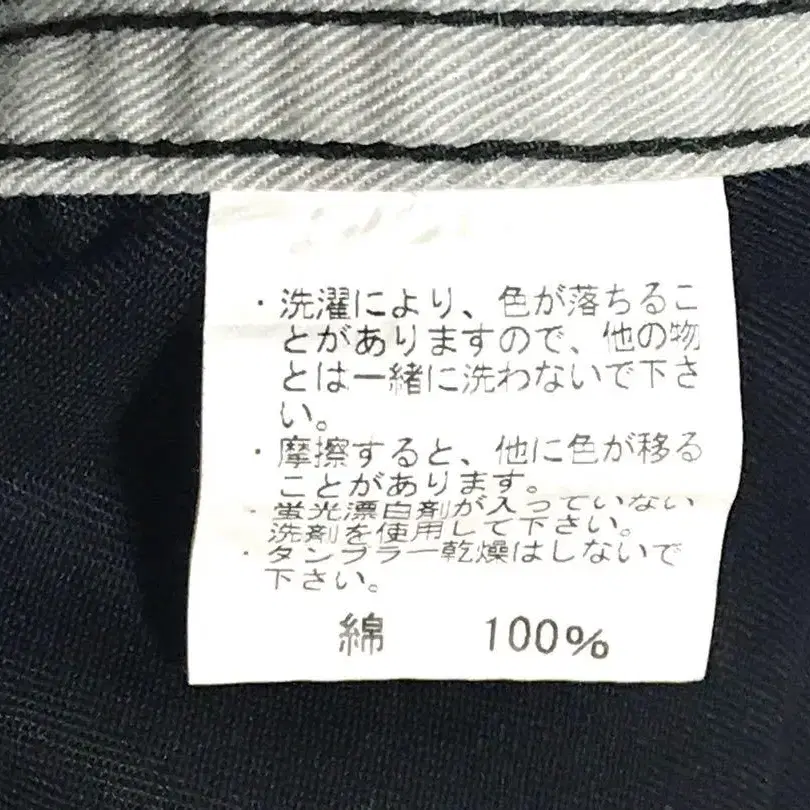 ・洗濯により、色が落ちるこ
とがありますので、他の物
とは一緒に洗わないで下さ
い。
・摩擦すると、他に色が移る
ことがあります。
・蛍光漂白剤が入っていない
洗剤を使用して下さい。
・タンブラー乾燥はしないで
下さい。
綿 100%